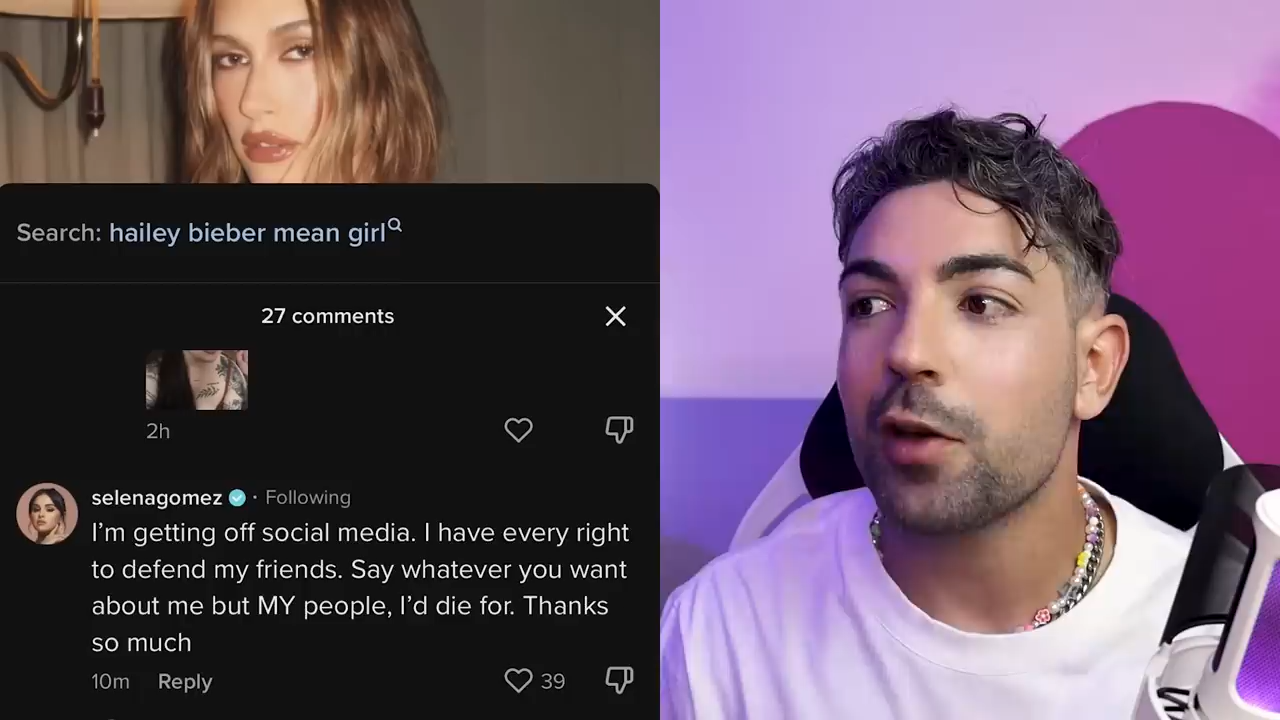 Search: hailey bieber mean girl
27 comments
2h
selenagomez · Following
I’m getting off social media. I have every right
to defend my friends. Say whatever you want
about me but MY people, I’d die for. Thanks
so much
10m Reply 39